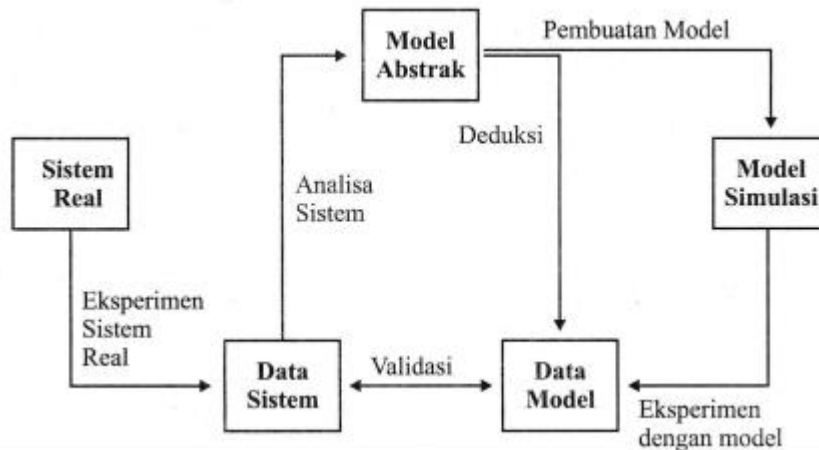 Model
Abstrak
Pembuatan Model
Deduksi
Sistem
Real
Model
Simulasi
Analisa
Sistem
Eksperimen
Sistem
Real
Data
Sistem
Validasi
Data
Model
Eksperimen
dengan model